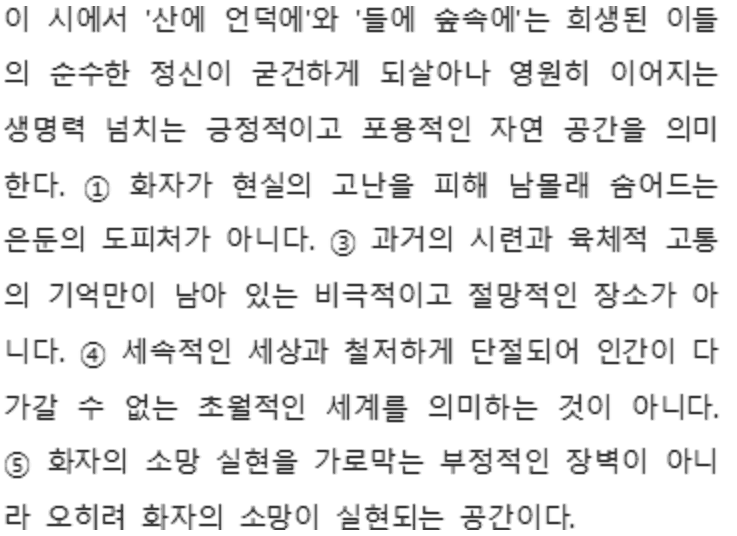 이 시에서 '산에 언덕에'와 '들에 숲속에'는 희생된 이들
의 순수한 정신이 굳건하게 되살아나 영원히 이어지는
생명력 넘치는 긍정적이고 포용적인 자연 공간을 의미
한다. ① 화자가 현실의 고난을 피해 남몰래 숨어드는
은둔의 도피처가 아니다. ③ 과거의 시련과 육체적 고통
의 기억만이 남아 있는 비극적이고 절망적인 장소가 아
니다. ④ 세속적인 세상과 철저하게 단절되어 인간이 다
가갈 수 없는 초월적인 세계를 의미하는 것이 아니다.
⑤ 화자의 소망 실현을 가로막는 부정적인 장벽이 아니
라 오히려 화자의 소망이 실현되는 공간이다.